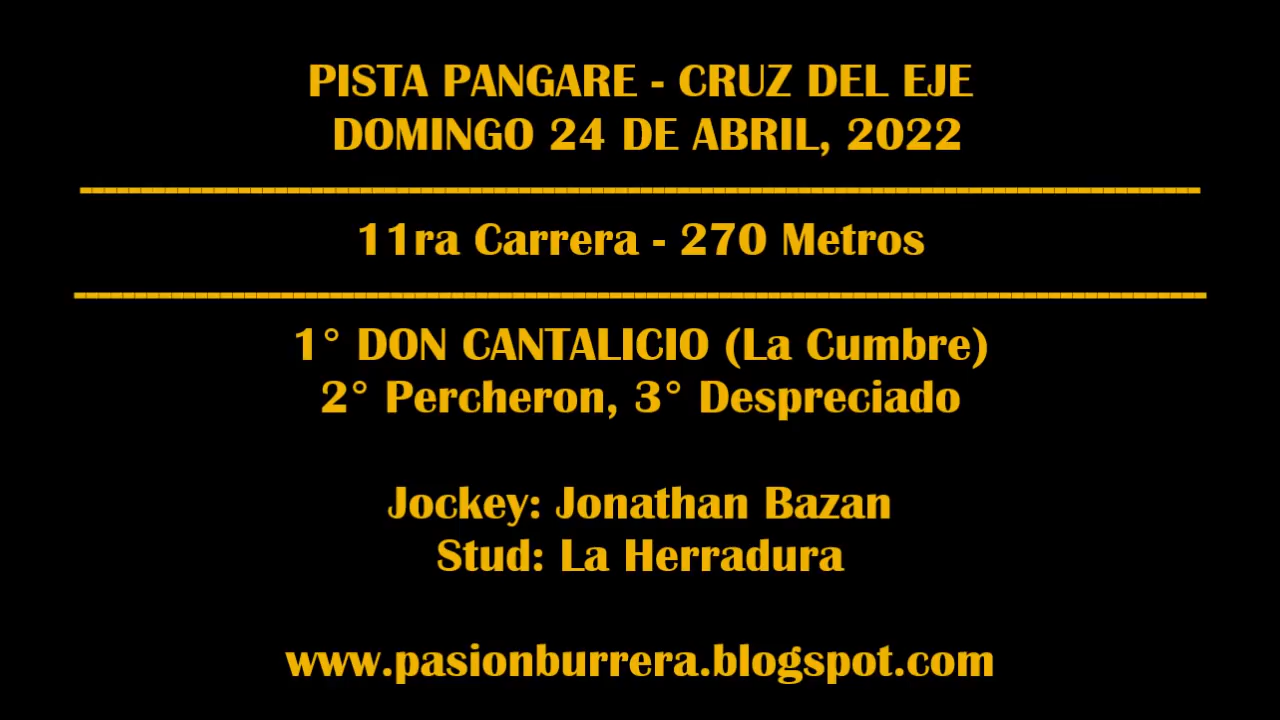 PISTA PANGARE - CRUZ DEL EJE
DOMINGO 24 DE ABRIL, 2022
11ra Carrera - 270 Metros
1° DON CANTALICIO (La Cumbre)
2° Percheron, 3° Despreciado
Jockey: Jonathan Bazan
Stud: La Herradura
www.pasionburrera.blogspot.com